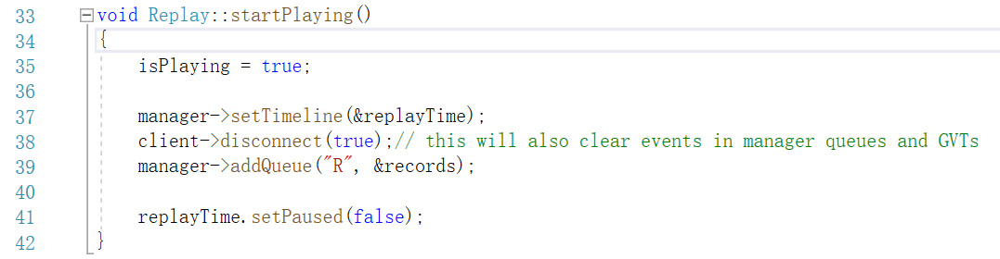 33 void Replay::startPlaying()
34 {
35 isPlaying = true;
36
37 manager->setTimeline(&replayTime);
38 client->disconnect(true);// this will also clear events in manager queues and GVTs
39 manager->addQueue("R", &records);
40
41 replayTime.setPaused(false);
42 }